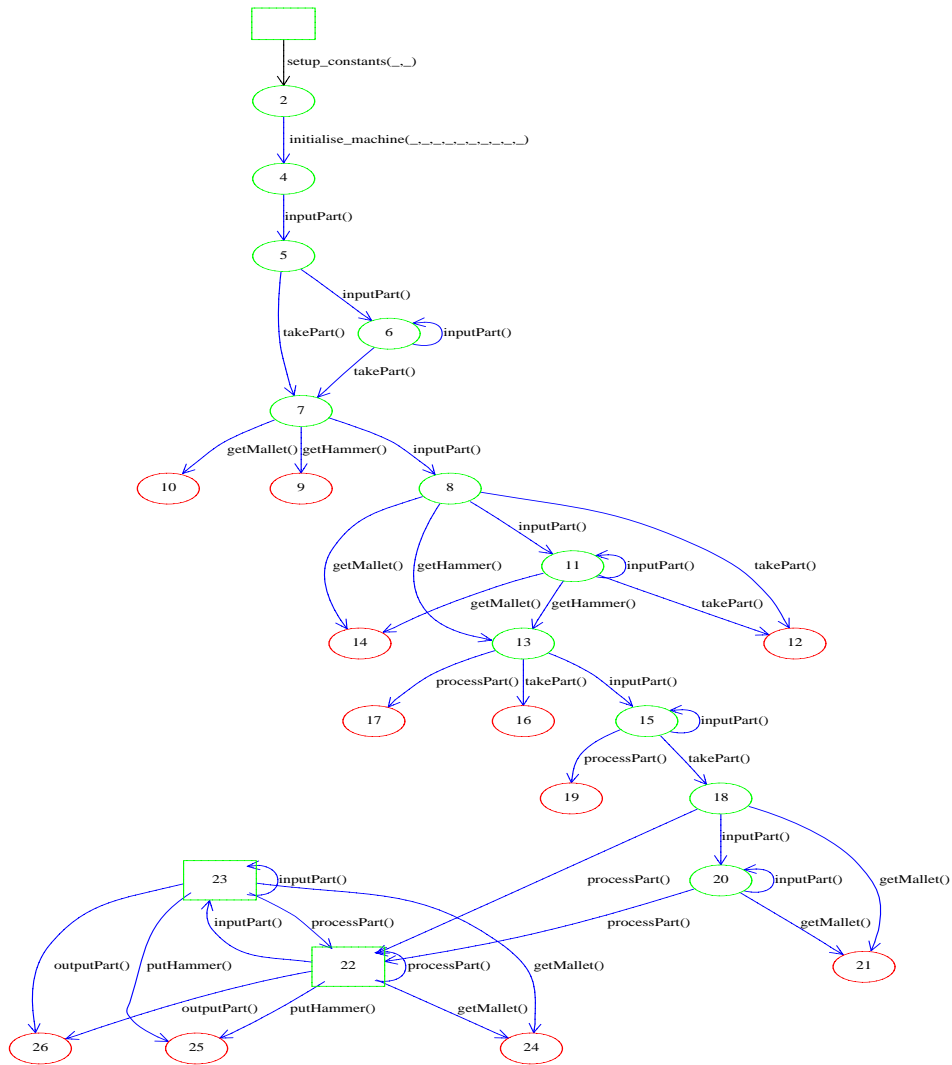 setup_constants(_,_)
2
initialise_machine(_,_,_,_,_,_,_,_,_,_)
4
inputPart()
5
inputPart()
takePart()
6
inputPart()
takePart()
7
getMallet()
getHammer()
inputPart()
10
9
8
inputPart()
getMallet()
getHammer()
11
inputPart()
takePart()
getMallet()
getHammer()
takePart()
14
13
12
processPart()
takePart()
inputPart()
17
16
15
inputPart()
processPart()
takePart()
19
18
inputPart()
23
inputPart()
processPart()
20
inputPart()
getMallet()
inputPart()
processPart()
processPart()
getMallet()
outputPart()
putHammer()
22
processPart()
getMallet()
21
outputPart()
putHammer()
getMallet()
26
25
24